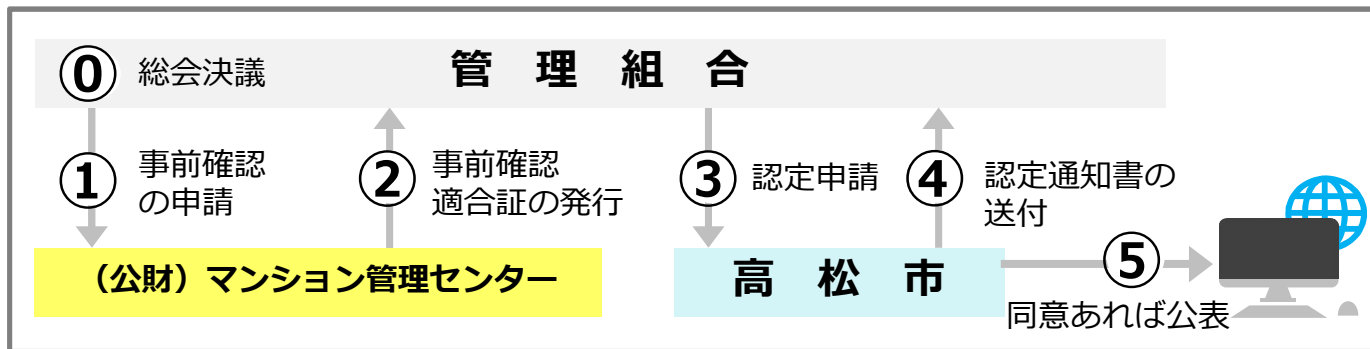 ⓪ 総会決議 管理組合
① 事前確認
の申請
② 事前確認
適合証の発行
③ 認定申請
④ 認定通知書の
送付
（公財）マンション管理センター
高松市
⑤
同意あれば公表